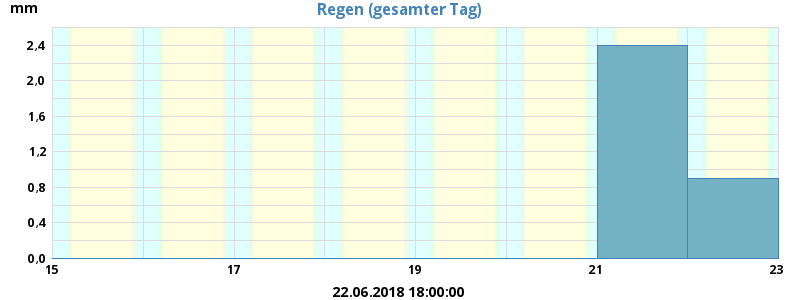 mm
Regen (gesamter Tag)
2,4
2,0
1,6
1,2
0,8
0,4
0,0
15 17 19 21 23
22.06.2018 18:00:00